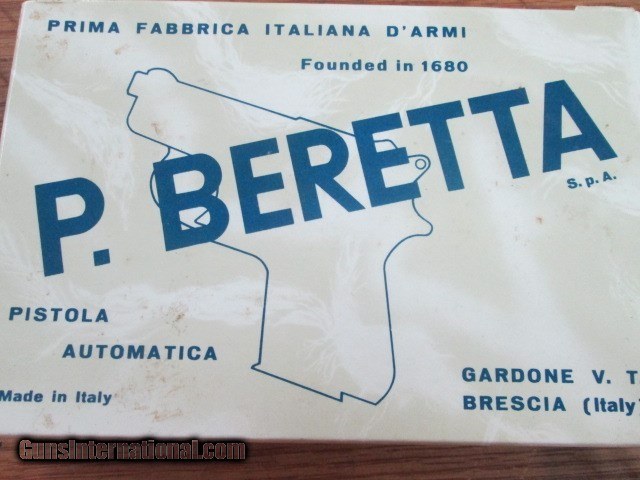 PRIMA FABBRICA ITALIANA D'ARMI
Founded in 1680
P. BERETTA
S.p.A.
PISTOLA
AUTOMATICA
Made in Italy
GARDONE V. T.
BRESCIA (Italy)
GunsInternational.com